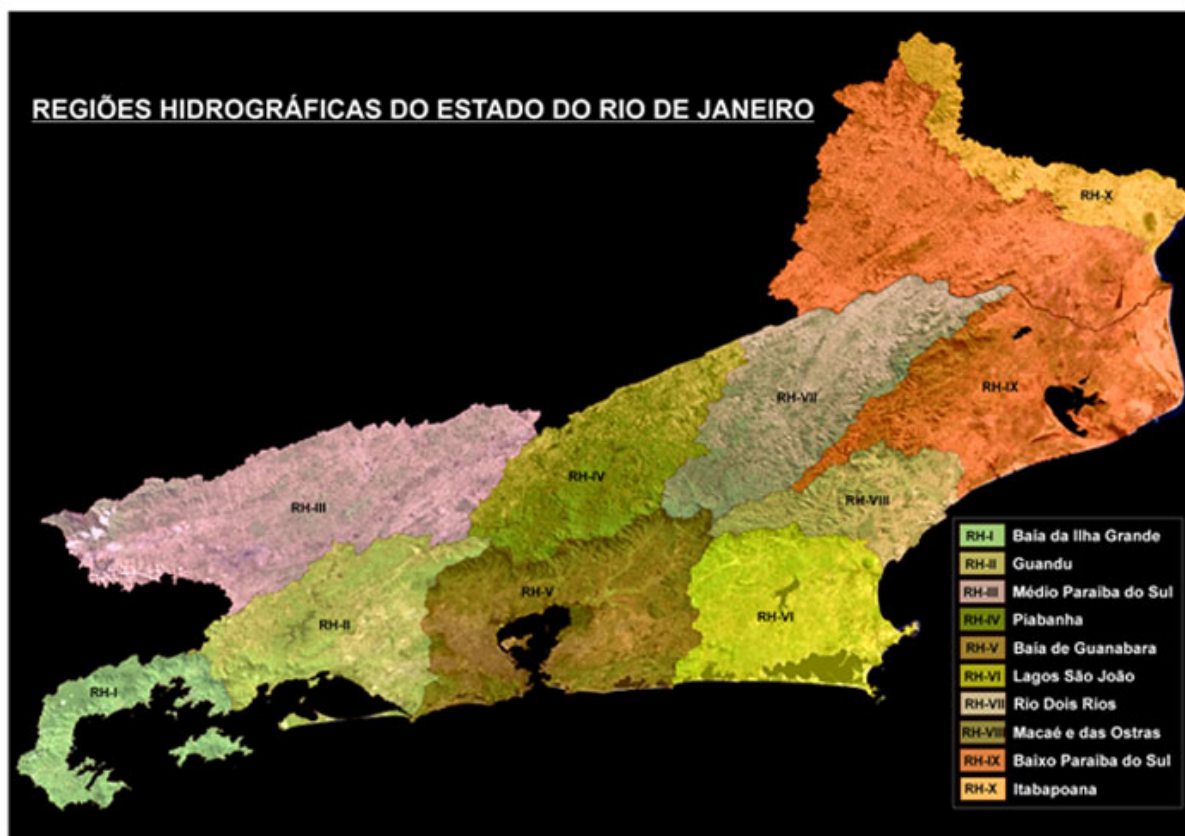 REGIÕES HIDROGRÁFICAS DO ESTADO DO RIO DE JANEIRO
RH-X
RH-IX
RH-VII
RH-IV
RH-VIII
RH-III
RH-V
RH-VI
RH-II
RH-I
RH-I Baía da Ilha Grande
RH-II Guandu
RH-III Médio Paraíba do Sul
RH-IV Piabanha
RH-V Baía de Guanabara
RH-VI Lagos São João
RH-VII Rio Dois Rios
RH-VIII Macaé e das Ostras
RH-IX Baixo Paraíba do Sul
RH-X Itabapoana